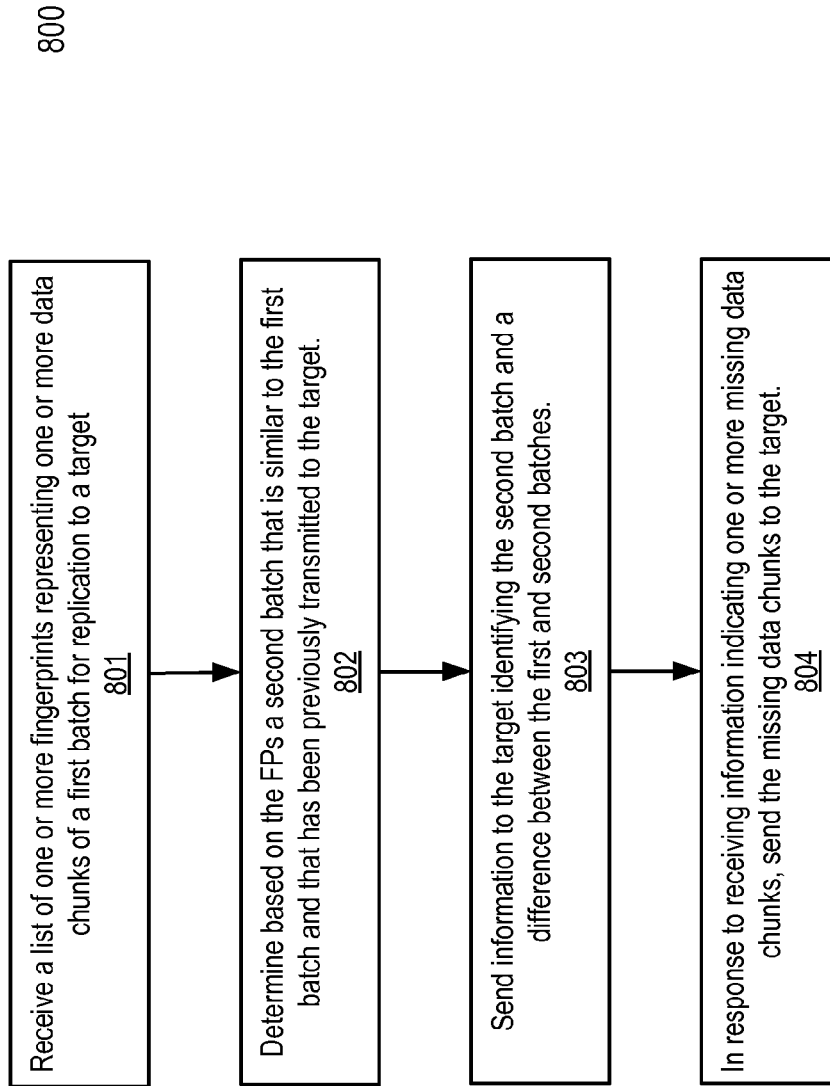 800
Receive a list of one or more fingerprints representing one or more data
chunks of a first batch for replication to a target
801
Determine based on the FPs a second batch that is similar to the first
batch and that has been previously transmitted to the target.
802
Send information to the target identifying the second batch and a
difference between the first and second batches.
803
In response to receiving information indicating one or more missing data
chunks, send the missing data chunks to the target.
804